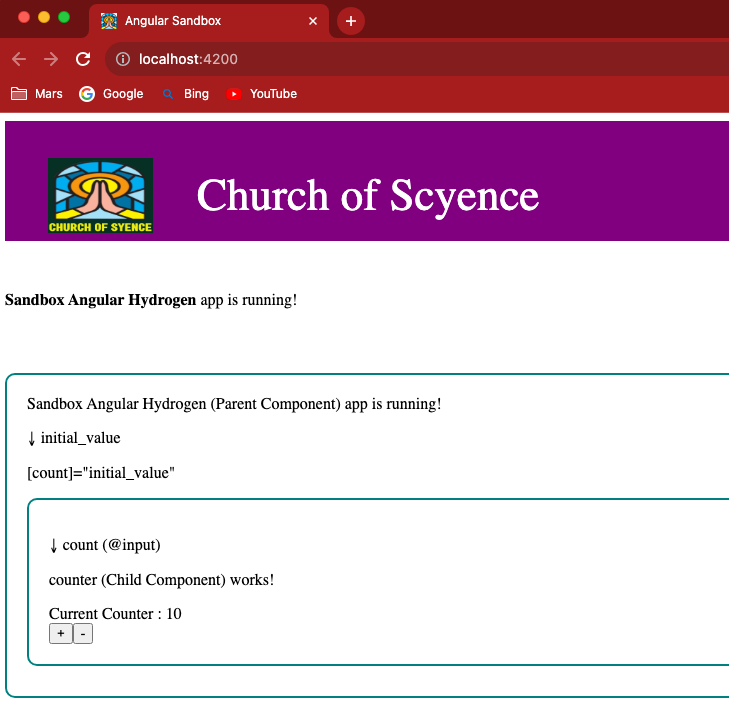 Angular Sandbox
localhost:4200
Mars Google Bing YouTube
CHURCH OF SYENCE
Church of Scyence
Sandbox Angular Hydrogen app is running!
Sandbox Angular Hydrogen (Parent Component) app is running!
↓ initial_value
[count]="initial_value"
↓ count (@input)
counter (Child Component) works!
Current Counter : 10
+ -